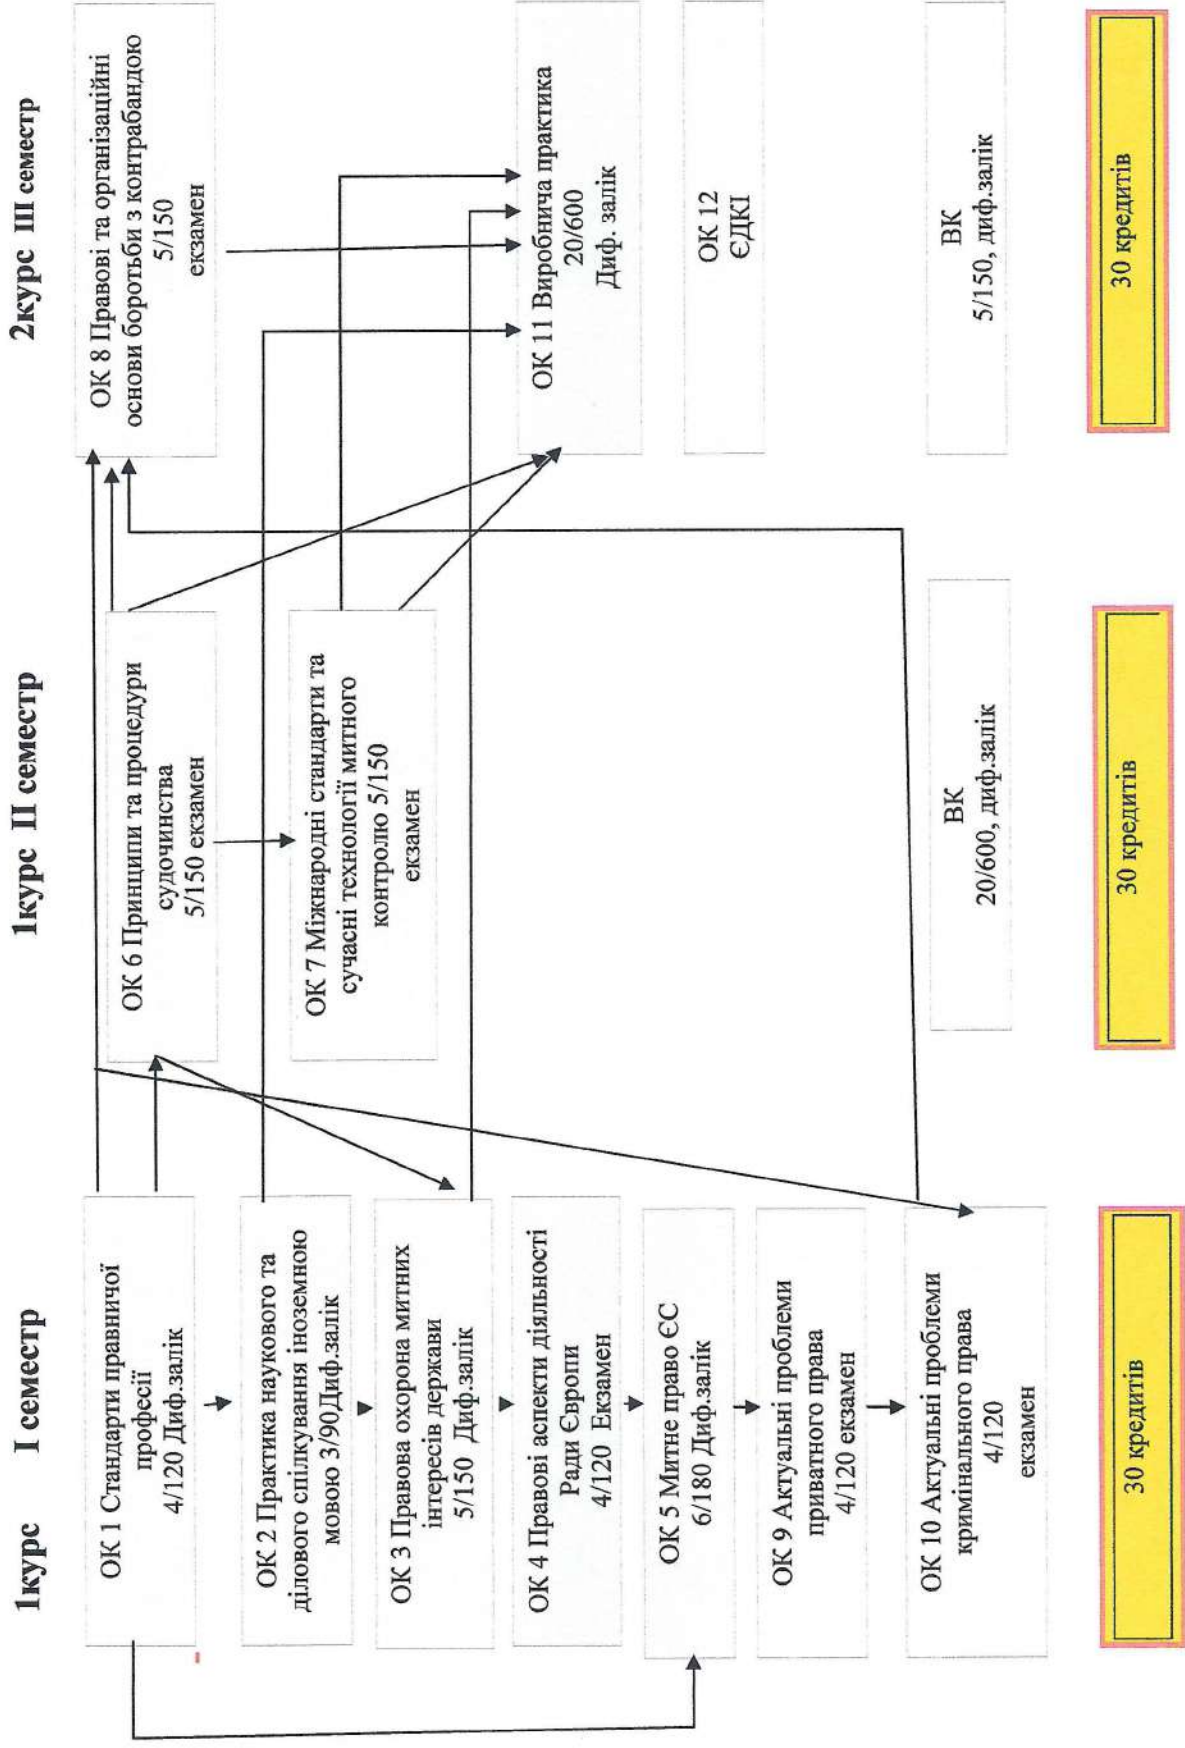 1курс I семестр
ОК 1 Стандарти правничої
професії
4/120 Диф.залік
ОК 2 Практика наукового та
ділового спілкування іноземною
мовою 3/90Диф.залік
ОК 3 Правова охорона митних
інтересів держави
5/150 Диф.залік
ОК 4 Правові аспекти діяльності
Ради Європи
4/120 Екзамен
ОК 5 Митне право ЄС
6/180 Диф.залік
ОК 9 Актуальні проблеми
приватного права
4/120 екзамен
ОК 10 Актуальні проблеми
кримінального права
4/120
екзамен
30 кредитів
1курс II семестр
ОК 6 Принципи та процедури
судочинства
5/150 екзамен
ОК 7 Міжнародні стандарти та
сучасні технології митного
контролю 5/150
екзамен
ВК
20/600, диф.залік
30 кредитів
2курс III семестр
ОК 8 Правові та організаційні
основи боротьби з контрабандою
5/150
екзамен
ОК 11 Виробнича практика
20/600
Диф. залік
ОК 12
ЄДКІ
ВК
5/150, диф.залік
30 кредитів